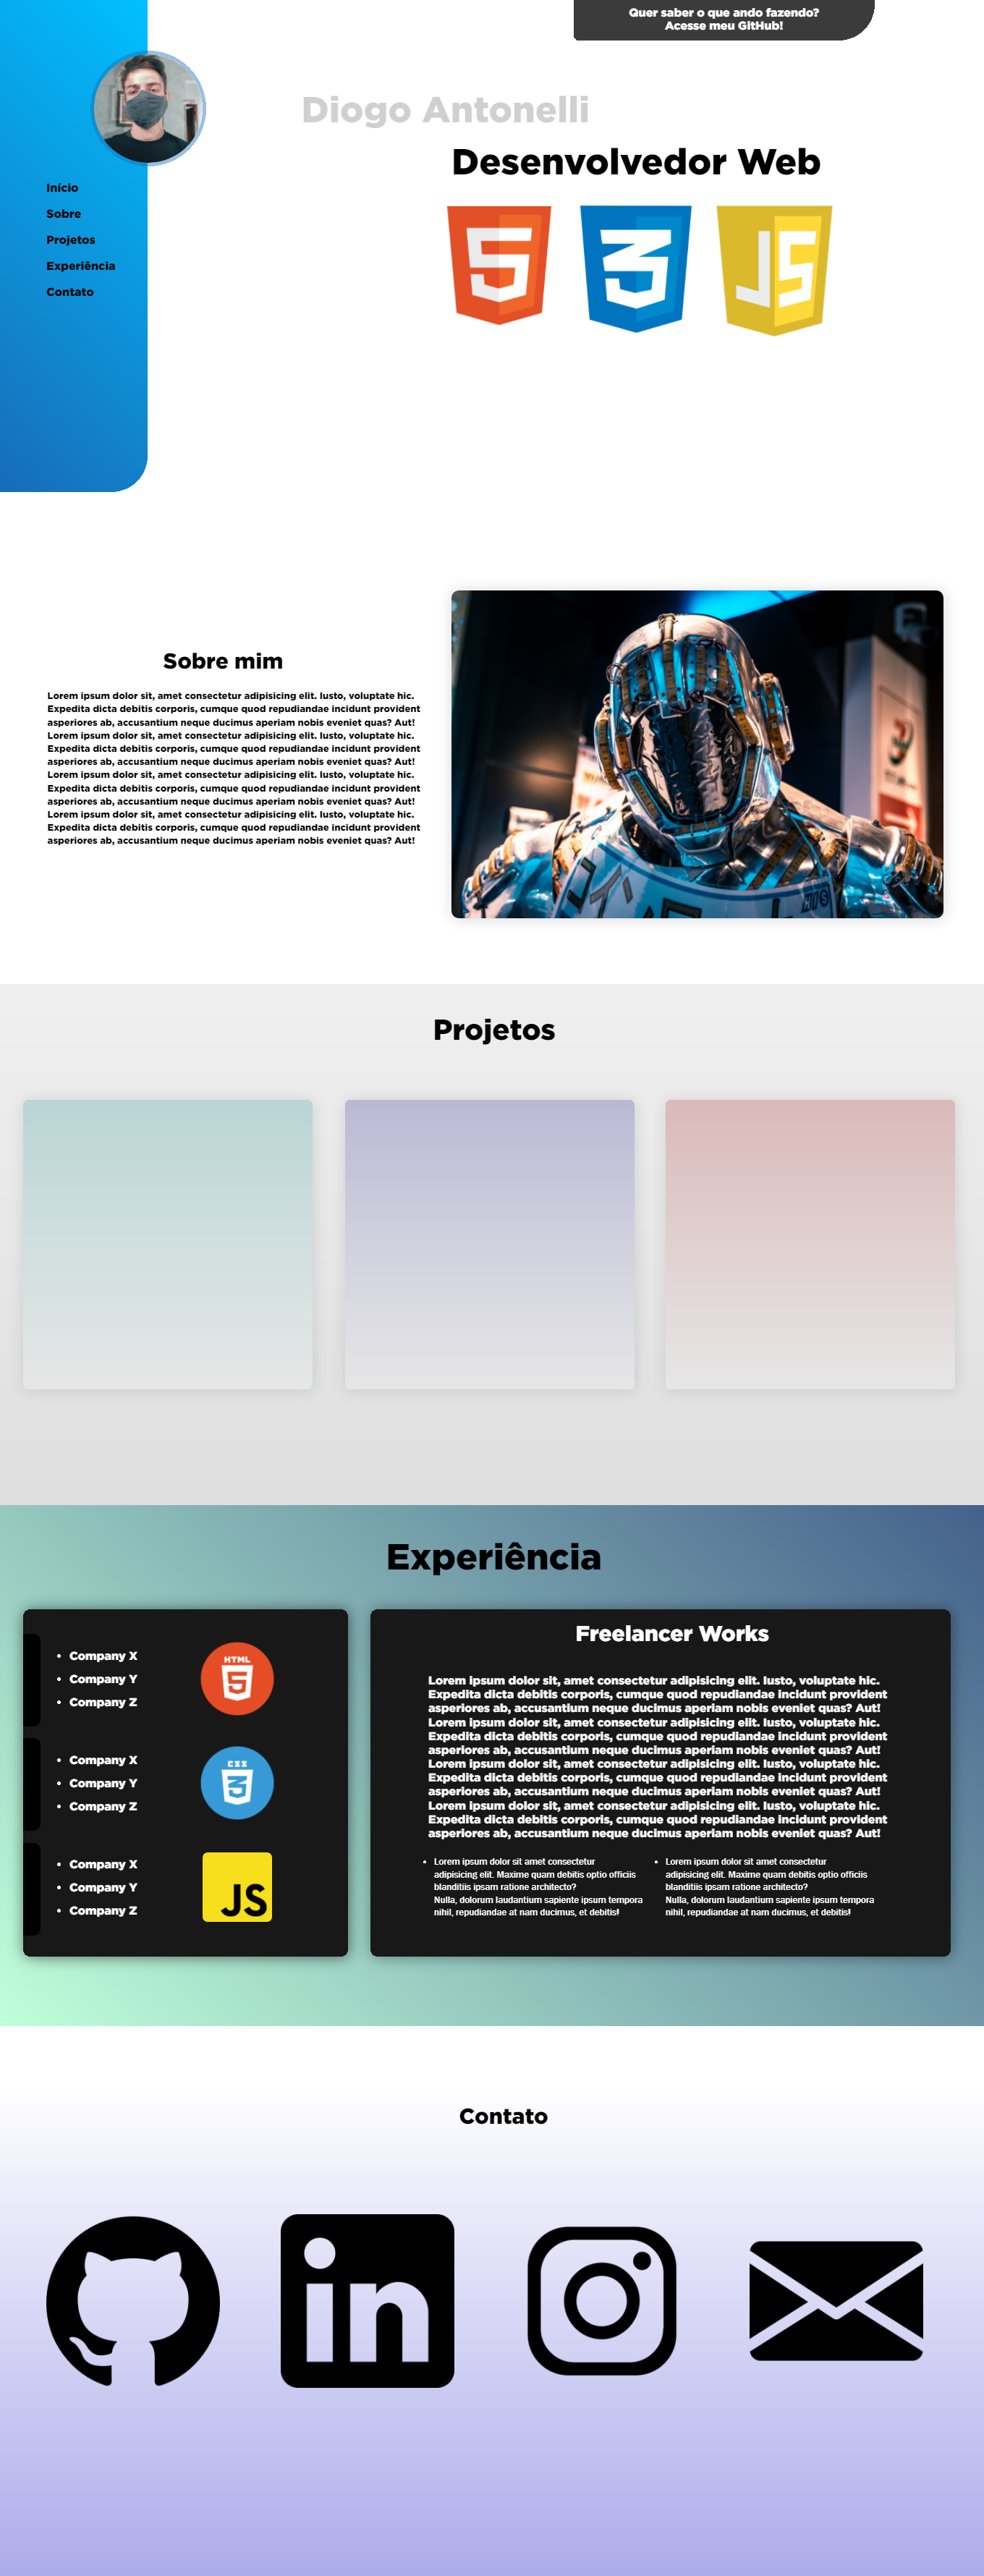 Quer saber o que ando fazendo?
Acesse meu GitHub!
Diogo Antonelli
Desenvolvedor Web
Início
Sobre
Projetos
Experiência
Contato
5
3
JS
Sobre mim
Lorem ipsum dolor sit, amet consectetur adipisicing elit. Iusto, voluptate hic.
Expedita dicta debitis corporis, cumque quod repudiandae incidunt provident
asperiores ab, accusantium neque ducimus aperiam nobis eveniet quas? Aut!
Lorem ipsum dolor sit, amet consectetur adipisicing elit. Iusto, voluptate hic.
Expedita dicta debitis corporis, cumque quod repudiandae incidunt provident
asperiores ab, accusantium neque ducimus aperiam nobis eveniet quas? Aut!
Lorem ipsum dolor sit, amet consectetur adipisicing elit. Iusto, voluptate hic.
Expedita dicta debitis corporis, cumque quod repudiandae incidunt provident
asperiores ab, accusantium neque ducimus aperiam nobis eveniet quas? Aut!
Lorem ipsum dolor sit, amet consectetur adipisicing elit. Iusto, voluptate hic.
Expedita dicta debitis corporis, cumque quod repudiandae incidunt provident
asperiores ab, accusantium neque ducimus aperiam nobis eveniet quas? Aut!
Projetos
Experiência
• Company X
• Company Y
• Company Z
HTML
5
• Company X
• Company Y
• Company Z
CSS
3
• Company X
• Company Y
• Company Z
JS
Freelancer Works
Lorem ipsum dolor sit, amet consectetur adipisicing elit. Iusto, voluptate hic.
Expedita dicta debitis corporis, cumque quod repudiandae incidunt provident
asperiores ab, accusantium neque ducimus aperiam nobis eveniet quas? Aut!
Lorem ipsum dolor sit, amet consectetur adipisicing elit. Iusto, voluptate hic.
Expedita dicta debitis corporis, cumque quod repudiandae incidunt provident
asperiores ab, accusantium neque ducimus aperiam nobis eveniet quas? Aut!
Lorem ipsum dolor sit, amet consectetur adipisicing elit. Iusto, voluptate hic.
Expedita dicta debitis corporis, cumque quod repudiandae incidunt provident
asperiores ab, accusantium neque ducimus aperiam nobis eveniet quas? Aut!
Lorem ipsum dolor sit, amet consectetur adipisicing elit. Iusto, voluptate hic.
Expedita dicta debitis corporis, cumque quod repudiandae incidunt provident
asperiores ab, accusantium neque ducimus aperiam nobis eveniet quas? Aut!
• Lorem ipsum dolor sit amet consectetur
adipisicing elit. Maxime quam debitis optio officiis
blanditiis ipsam ratione architecto?
Nulla, dolorum laudantium sapiente ipsum tempora
nihil, repudiandae at nam ducimus, et debitis!
• Lorem ipsum dolor sit amet consectetur
adipisicing elit. Maxime quam debitis optio officiis
blanditiis ipsam ratione architecto?
Nulla, dolorum laudantium sapiente ipsum tempora
nihil, repudiandae at nam ducimus, et debitis!
Contato
in